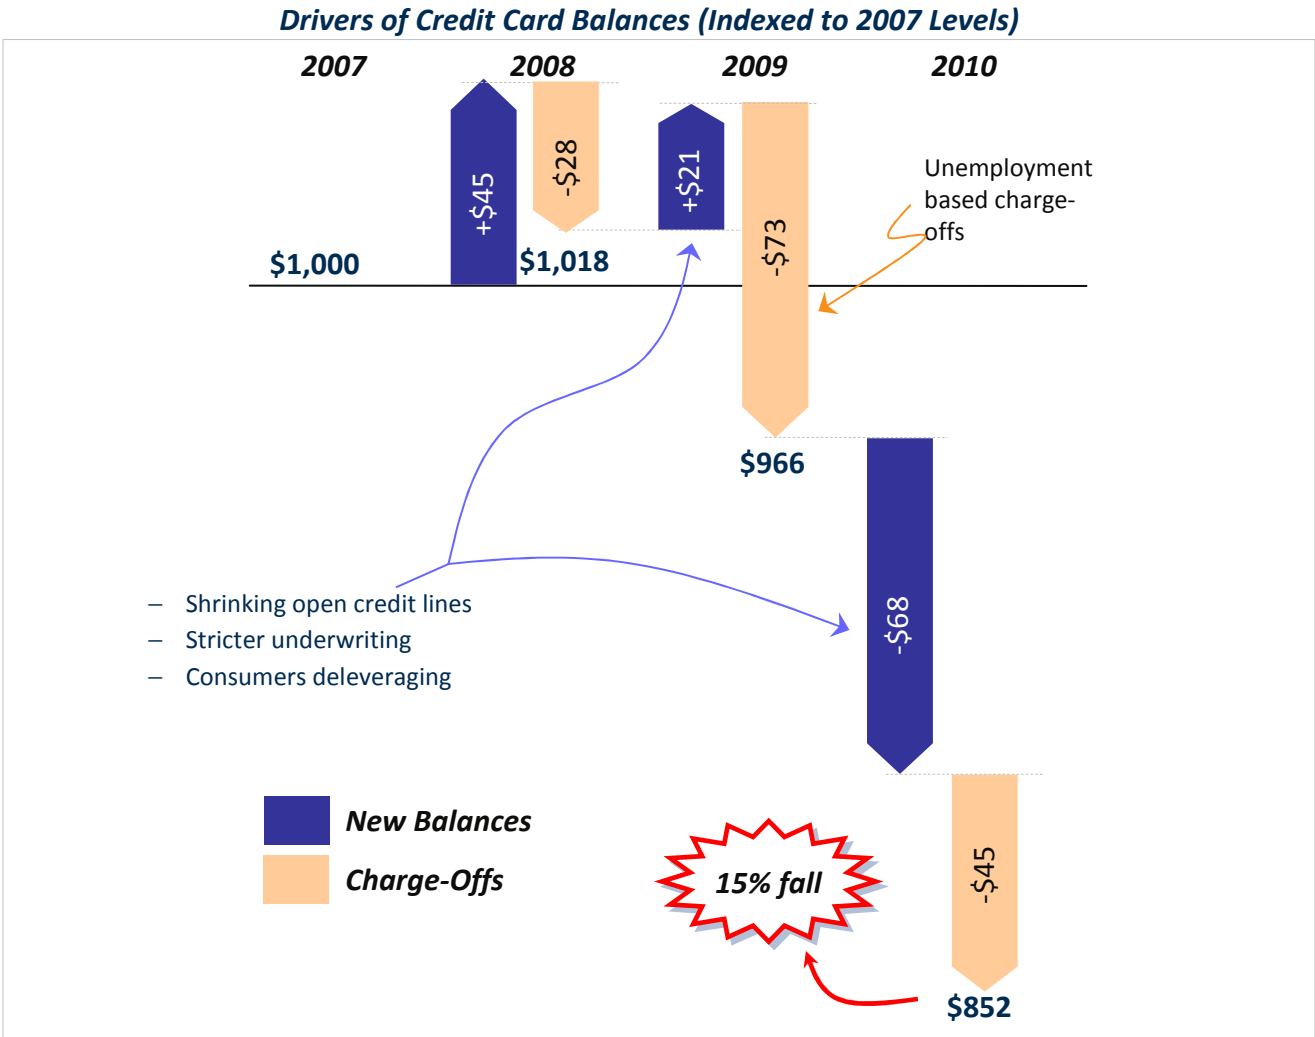 Drivers of Credit Card Balances (Indexed to 2007 Levels)
2007 2008 2009 2010
+$45
-$28
+$21
-$73
Unemployment
based charge-
offs
$1,000
$1,018
$966
– Shrinking open credit lines
– Stricter underwriting
– Consumers deleveraging
-$68
New Balances
Charge-Offs
15% fall
-$45
$852